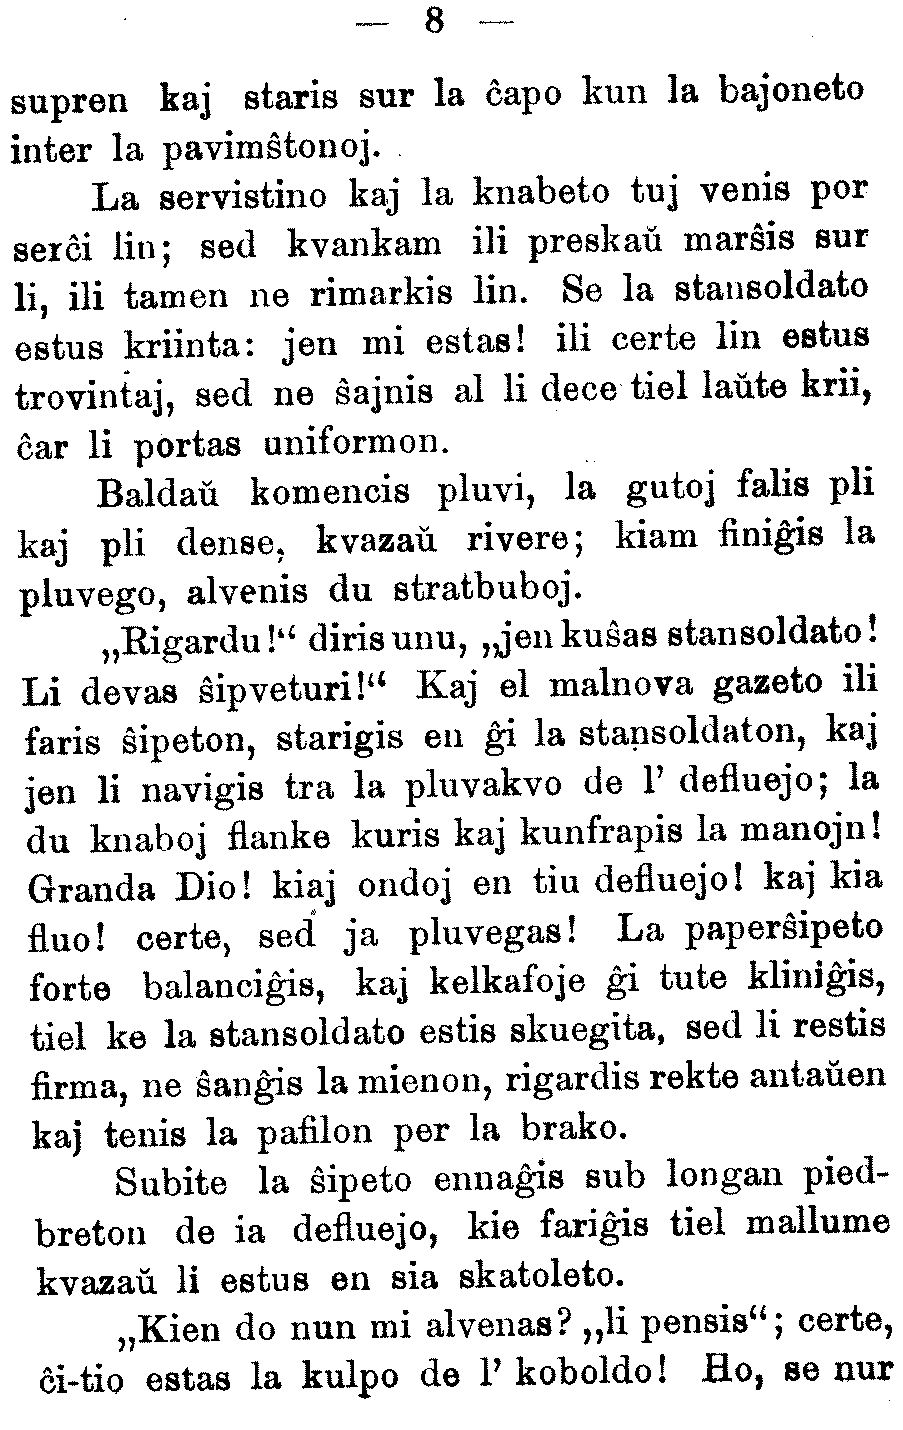 — 8 —
supren kaj staris sur la ĉapo kun la bajoneto
inter la pavimŝtonoj.
La servistino kaj la knabeto tuj venis por
serĉi lin; sed kvankam ili preskaŭ marŝis sur
li, ili tamen ne rimarkis lin. Se la stansoldato
estus kriinta: jen mi estas! ili certe lin estus
trovintaj, sed ne ŝajnis al li dece tiel laŭte krii,
ĉar li portas uniformon.
Baldaŭ komencis pluvi, la gutoj falis pli
kaj pli dense, kvazaŭ rivere; kiam finiĝis la
pluvego, alvenis du stratbuboj.
„Rigardu!“ diris unu, „jen kuŝas stansoldato!
Li devas ŝipveturi!“ Kaj el malnova gazeto ili
faris ŝipeton, starigis en ĝi la stansoldaton, kaj
jen li navigis tra la pluvakvo de l’ defluejo; la
du knaboj flanke kuris kaj kunfrapis la manojn!
Granda Dio! kiaj ondoj en tiu defluejo! kaj kia
fluo! certe, sed ja pluvegas! La paperŝipeto
forte balanciĝis, kaj kelkafoje ĝi tute kliniĝis,
tiel ke la stansoldato estis skuegita, sed li restis
firma, ne ŝanĝis la mienon, rigardis rekte antaŭen
kaj tenis la pafilon per la brako.
Subite la ŝipeto ennaĝis sub longan pied-
breton de ia defluejo, kie fariĝis tiel mallume
kvazaŭ li estus en sia skatoleto.
„Kien do nun mi alvenas? „li pensis“; certe,
ĉi-tio estas la kulpo de l’ koboldo! Ho, se nur